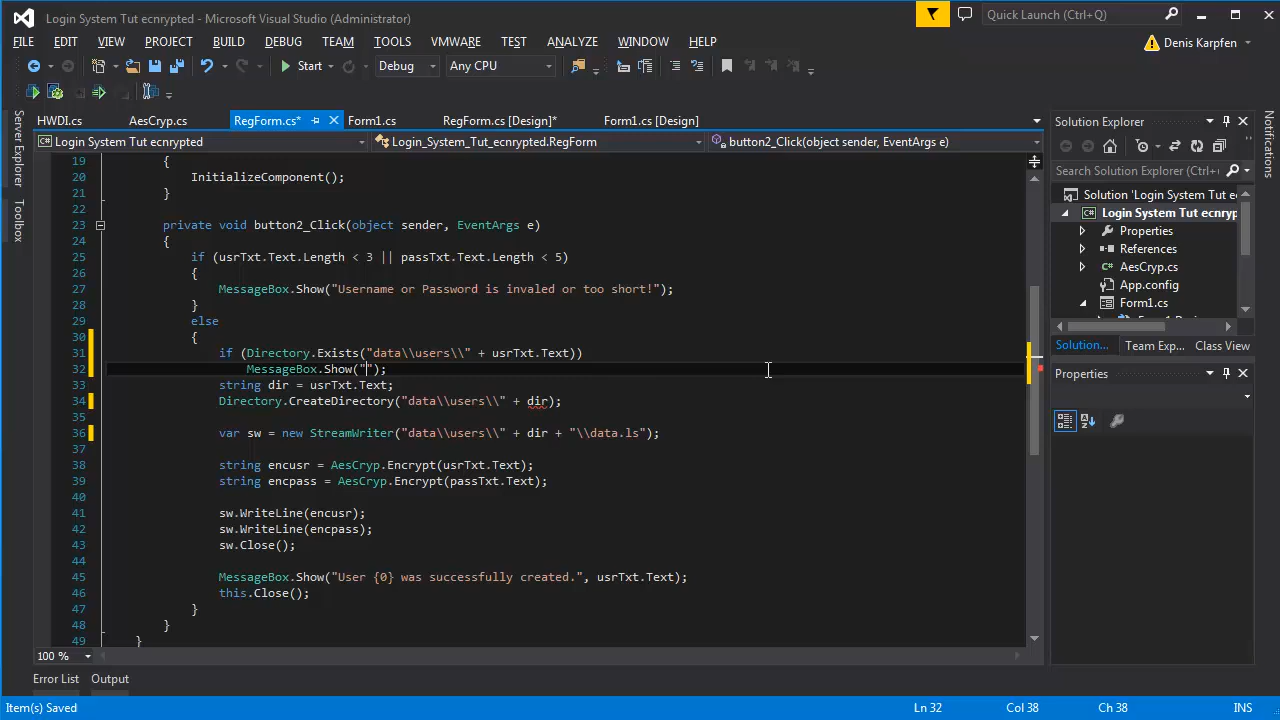 Login System Tut ecnrypted - Microsoft Visual Studio (Administrator)
Quick Launch (Ctrl+Q)
FILE EDIT VIEW PROJECT BUILD DEBUG TEAM TOOLS VMWARE TEST ANALYZE WINDOW HELP
Denis Karpfen
Start Debug Any CPU
HWDI.cs AesCryp.cs RegForm.cs* Form1.cs RegForm.cs [Design]* Form1.cs [Design]
Login System Tut ecnrypted Login_System_Tut_ecnrypted.RegForm button2_Click(object sender, EventArgs e)
Server Explorer
Toolbox
19 {
20 InitializeComponent();
21 }
22
23 private void button2_Click(object sender, EventArgs e)
24 {
25 if (usrTxt.Text.Length < 3 || passTxt.Text.Length < 5)
26 {
27 MessageBox.Show("Username or Password is invaled or too short!");
28 }
29 else
30 {
31 if (Directory.Exists("data\\users\\" + usrTxt.Text))
32 MessageBox.Show("");
33 string dir = usrTxt.Text;
34 Directory.CreateDirectory("data\\users\\" + dir);
35
36 var sw = new StreamWriter("data\\users\\" + dir + "\\data.ls");
37
38 string encusr = AesCryp.Encrypt(usrTxt.Text);
39 string encpass = AesCryp.Encrypt(passTxt.Text);
40
41 sw.WriteLine(encusr);
42 sw.WriteLine(encpass);
43 sw.Close();
44
45 MessageBox.Show("User {0} was successfully created.", usrTxt.Text);
46 this.Close();
47 }
48 }
49 }
100 %
Solution Explorer
Search Solution Explorer (Ctrl+
Solution 'Login System Tut e
Login System Tut ecnryp
Properties
References
AesCryp.cs
App.config
Form1.cs
Solution... Team Exp... Class View
Properties
Notifications
Error List Output
Item(s) Saved Ln 32 Col 38 Ch 38 INS